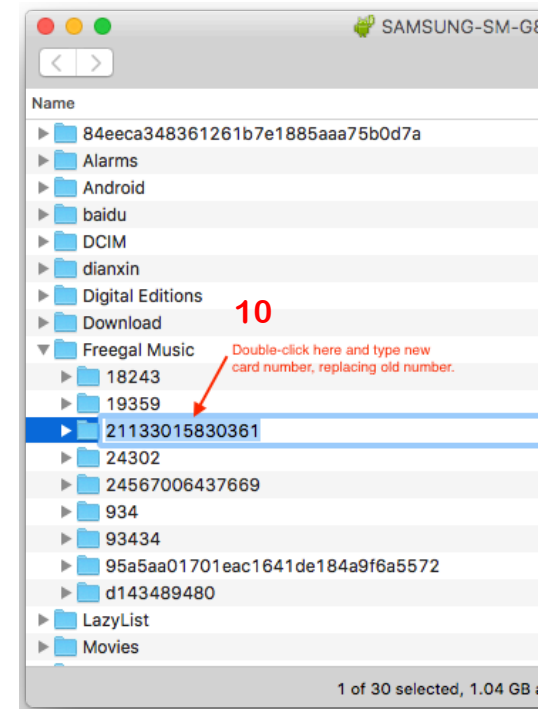 SAMSUNG-SM-G8
Name
84eeca348361261b7e1885aaa75b0d7a
Alarms
Android
baidu
DCIM
dianxin
Digital Editions
10
Download
Freegal Music
Double-click here and type new
card number, replacing old number.
18243
19359
21133015830361
24302
24567006437669
934
93434
95a5aa01701eac1641de184a9f6a5572
d143489480
LazyList
Movies
1 of 30 selected, 1.04 GB a